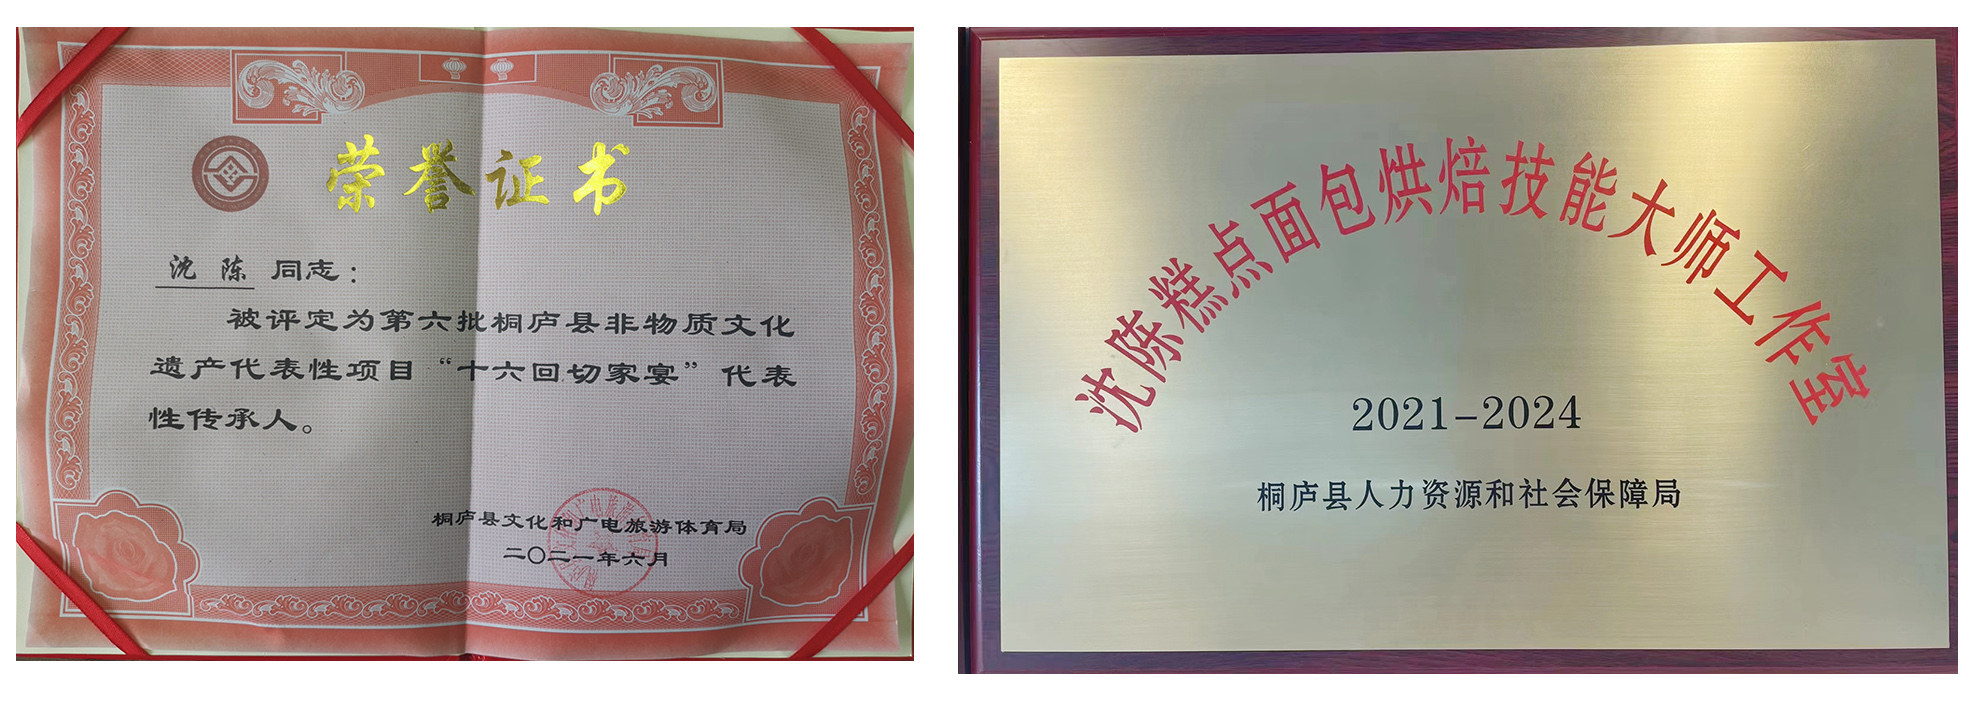 荣誉证书
沈陈 同志：
被评定为第六批桐庐县非物质文化
遗产代表性项目“十六回切家宴”代表
性传承人。
桐庐县文化和广电旅游体育局
二〇二一年六月
沈陈糕点面包烘焙技能大师工作室
2021-2024
桐庐县人力资源和社会保障局